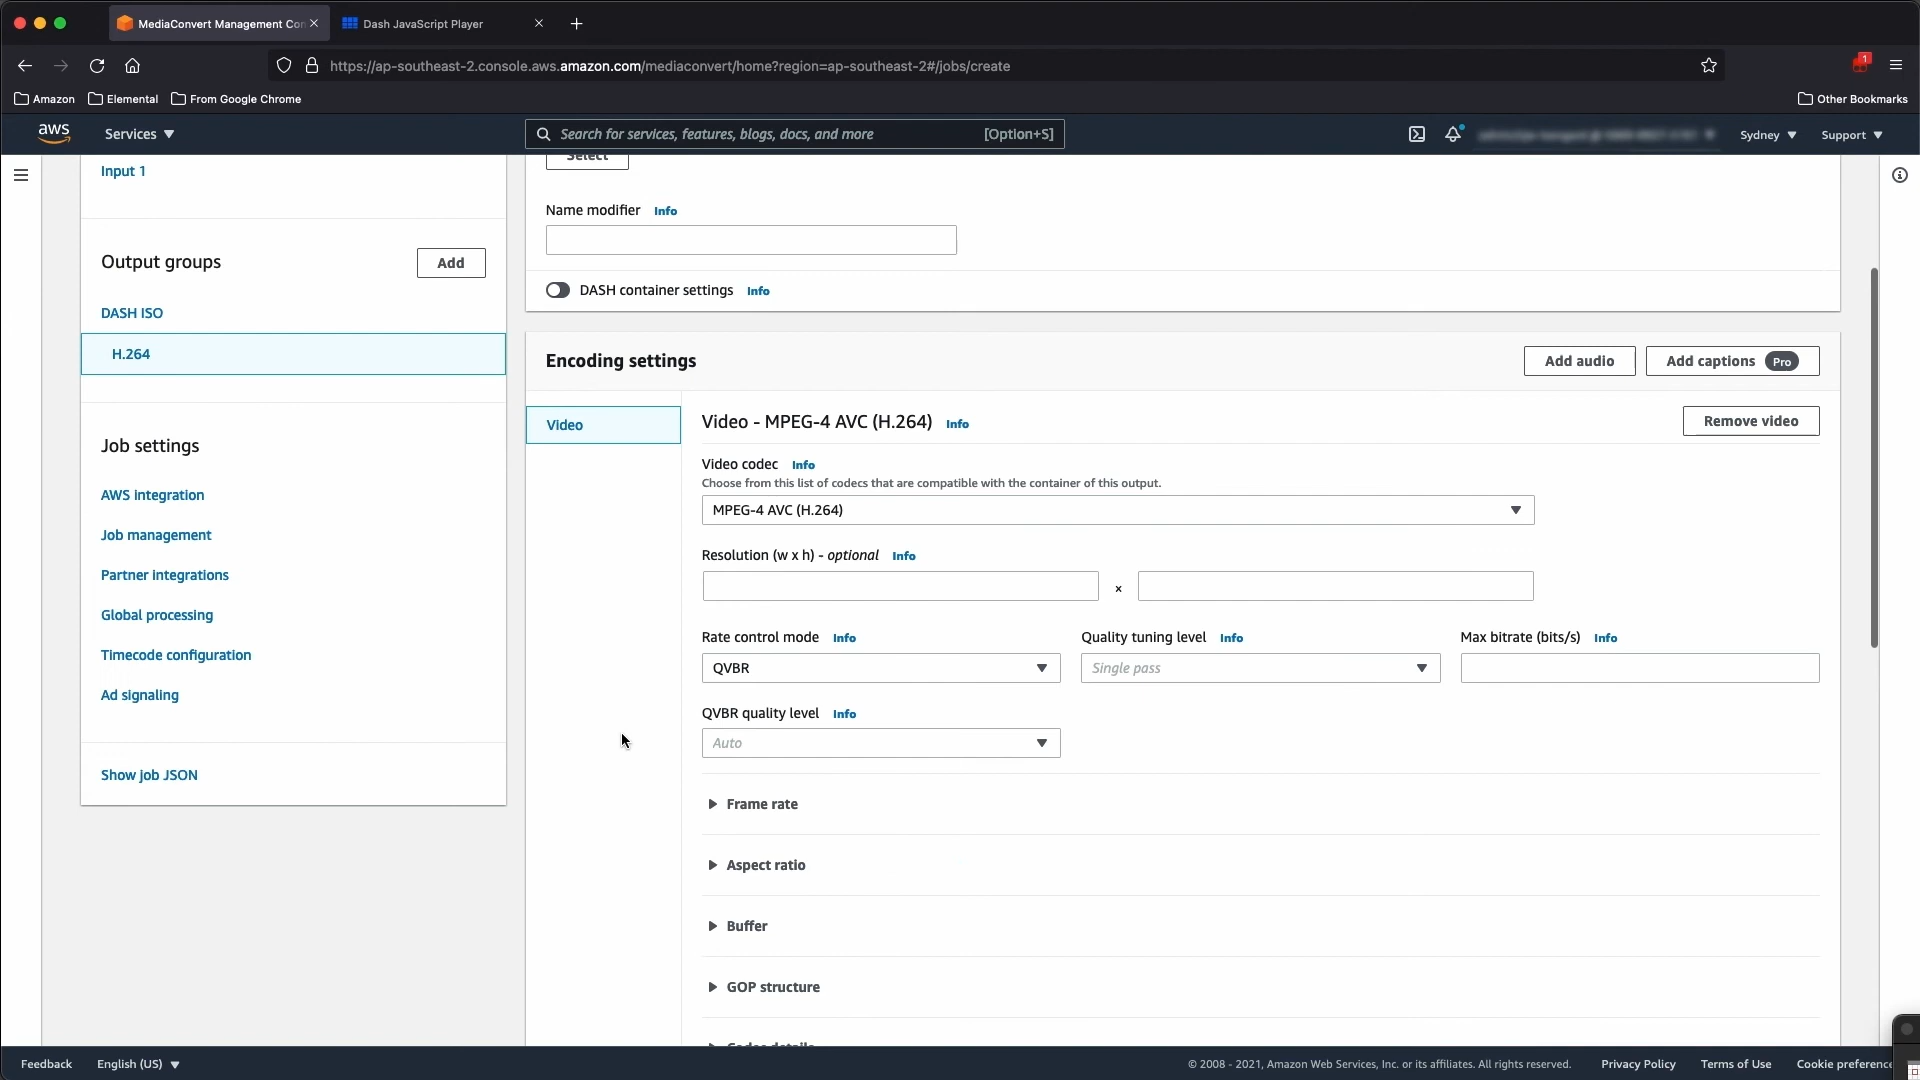 MediaConvert Management Con
Dash JavaScript Player
https://ap-southeast-2.console.aws.amazon.com/mediaconvert/home?region=ap-southeast-2#/jobs/create
1
Amazon
Elemental
From Google Chrome
Other Bookmarks
aws
Services
Search for services, features, blogs, docs, and more
[Option+S]
Sydney
Support
Input 1
Output groups
Add
DASH ISO
H.264
Job settings
AWS integration
Job management
Partner integrations
Global processing
Timecode configuration
Ad signaling
Show job JSON
Select
Name modifier Info
DASH container settings Info
Encoding settings
Add audio
Add captions Pro
Video
Video - MPEG-4 AVC (H.264) Info
Remove video
Video codec Info
Choose from this list of codecs that are compatible with the container of this output.
MPEG-4 AVC (H.264)
Resolution (w x h) - optional Info
x
Rate control mode Info
QVBR
Quality tuning level Info
Single pass
Max bitrate (bits/s) Info
QVBR quality level Info
Auto
Frame rate
Aspect ratio
Buffer
GOP structure
Codec details
Feedback
English (US)
© 2008 - 2021, Amazon Web Services, Inc. or its affiliates. All rights reserved.
Privacy Policy
Terms of Use
Cookie preference